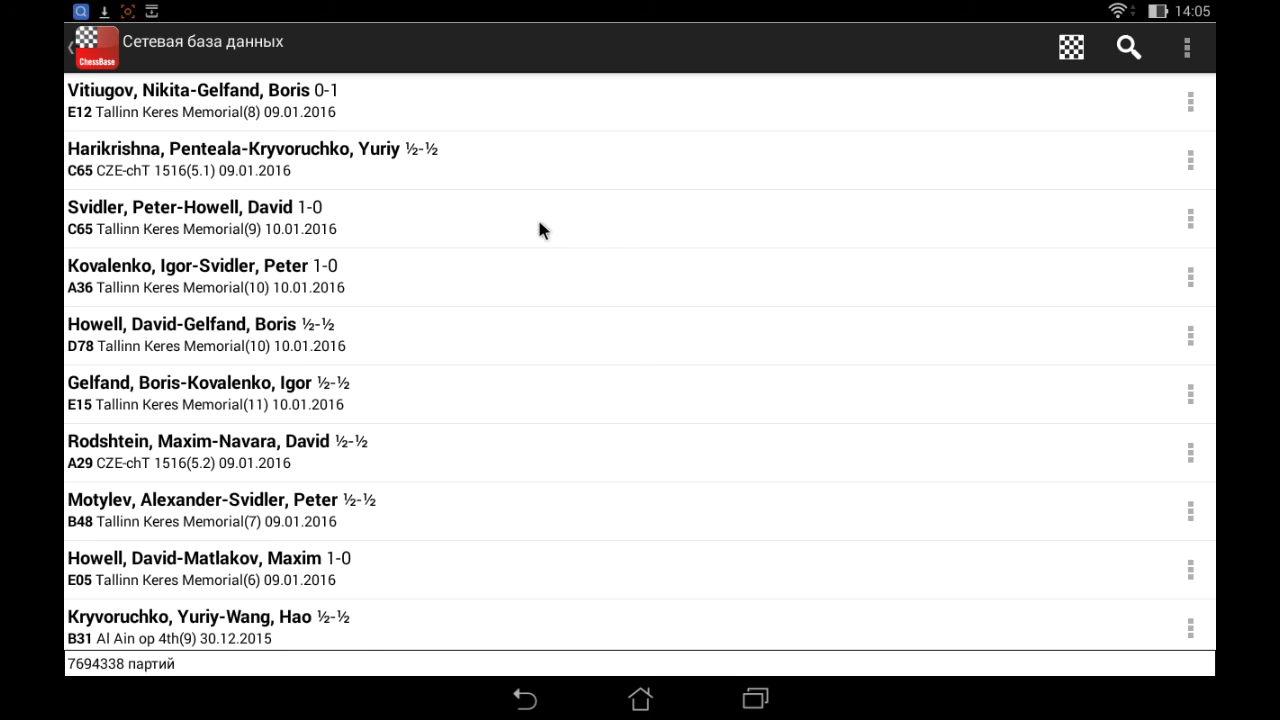 14:05
ChessBase
Сетевая база данных
Vitiugov, Nikita-Gelfand, Boris 0-1
E12 Tallinn Keres Memorial(8) 09.01.2016
Harikrishna, Penteala-Kryvoruchko, Yuriy ½-½
C65 CZE-chT 1516(5.1) 09.01.2016
Svidler, Peter-Howell, David 1-0
C65 Tallinn Keres Memorial(9) 10.01.2016
Kovalenko, Igor-Svidler, Peter 1-0
A36 Tallinn Keres Memorial(10) 10.01.2016
Howell, David-Gelfand, Boris ½-½
D78 Tallinn Keres Memorial(10) 10.01.2016
Gelfand, Boris-Kovalenko, Igor ½-½
E15 Tallinn Keres Memorial(11) 10.01.2016
Rodshtein, Maxim-Navara, David ½-½
A29 CZE-chT 1516(5.2) 09.01.2016
Motylev, Alexander-Svidler, Peter ½-½
B48 Tallinn Keres Memorial(7) 09.01.2016
Howell, David-Matlakov, Maxim 1-0
E05 Tallinn Keres Memorial(6) 09.01.2016
Kryvoruchko, Yuriy-Wang, Hao ½-½
B31 Al Ain op 4th(9) 30.12.2015
7694338 партий